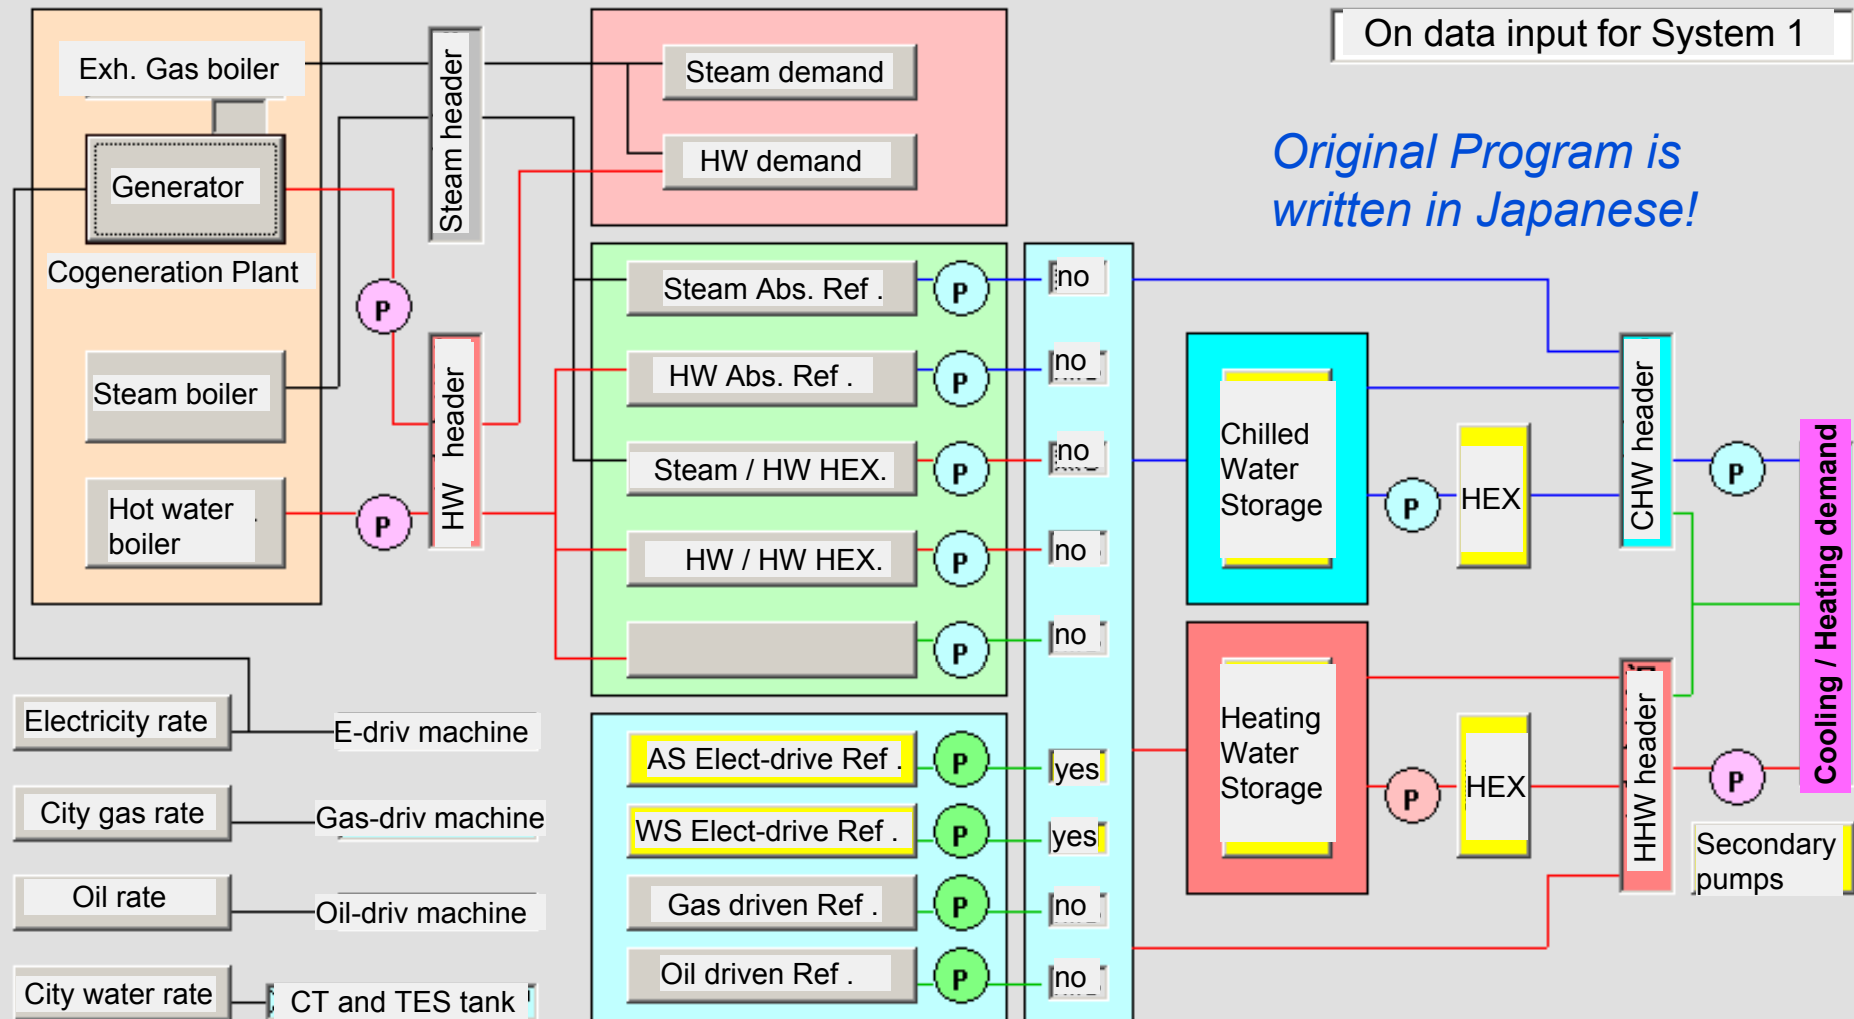 Exh. Gas boiler
Generator
Cogeneration Plant
Steam boiler
Hot water
boiler
P
P
Steam header
HW header
Steam demand
HW demand
On data input for System 1
Original Program is
written in Japanese!
Steam Abs. Ref .
P
no
HW Abs. Ref .
P
no
Steam / HW HEX.
P
no
HW / HW HEX.
P
no
P
no
AS Elect-drive Ref .
P
yes
WS Elect-drive Ref .
P
yes
Gas driven Ref .
P
no
Oil driven Ref .
P
no
Chilled
Water
Storage
P
HEX
CHW header
P
Heating
Water
Storage
P
HEX
HHW header
P
Cooling / Heating demand
Secondary
pumps
Electricity rate
E-driv machine
City gas rate
Gas-driv machine
Oil rate
Oil-driv machine
City water rate
CT and TES tank